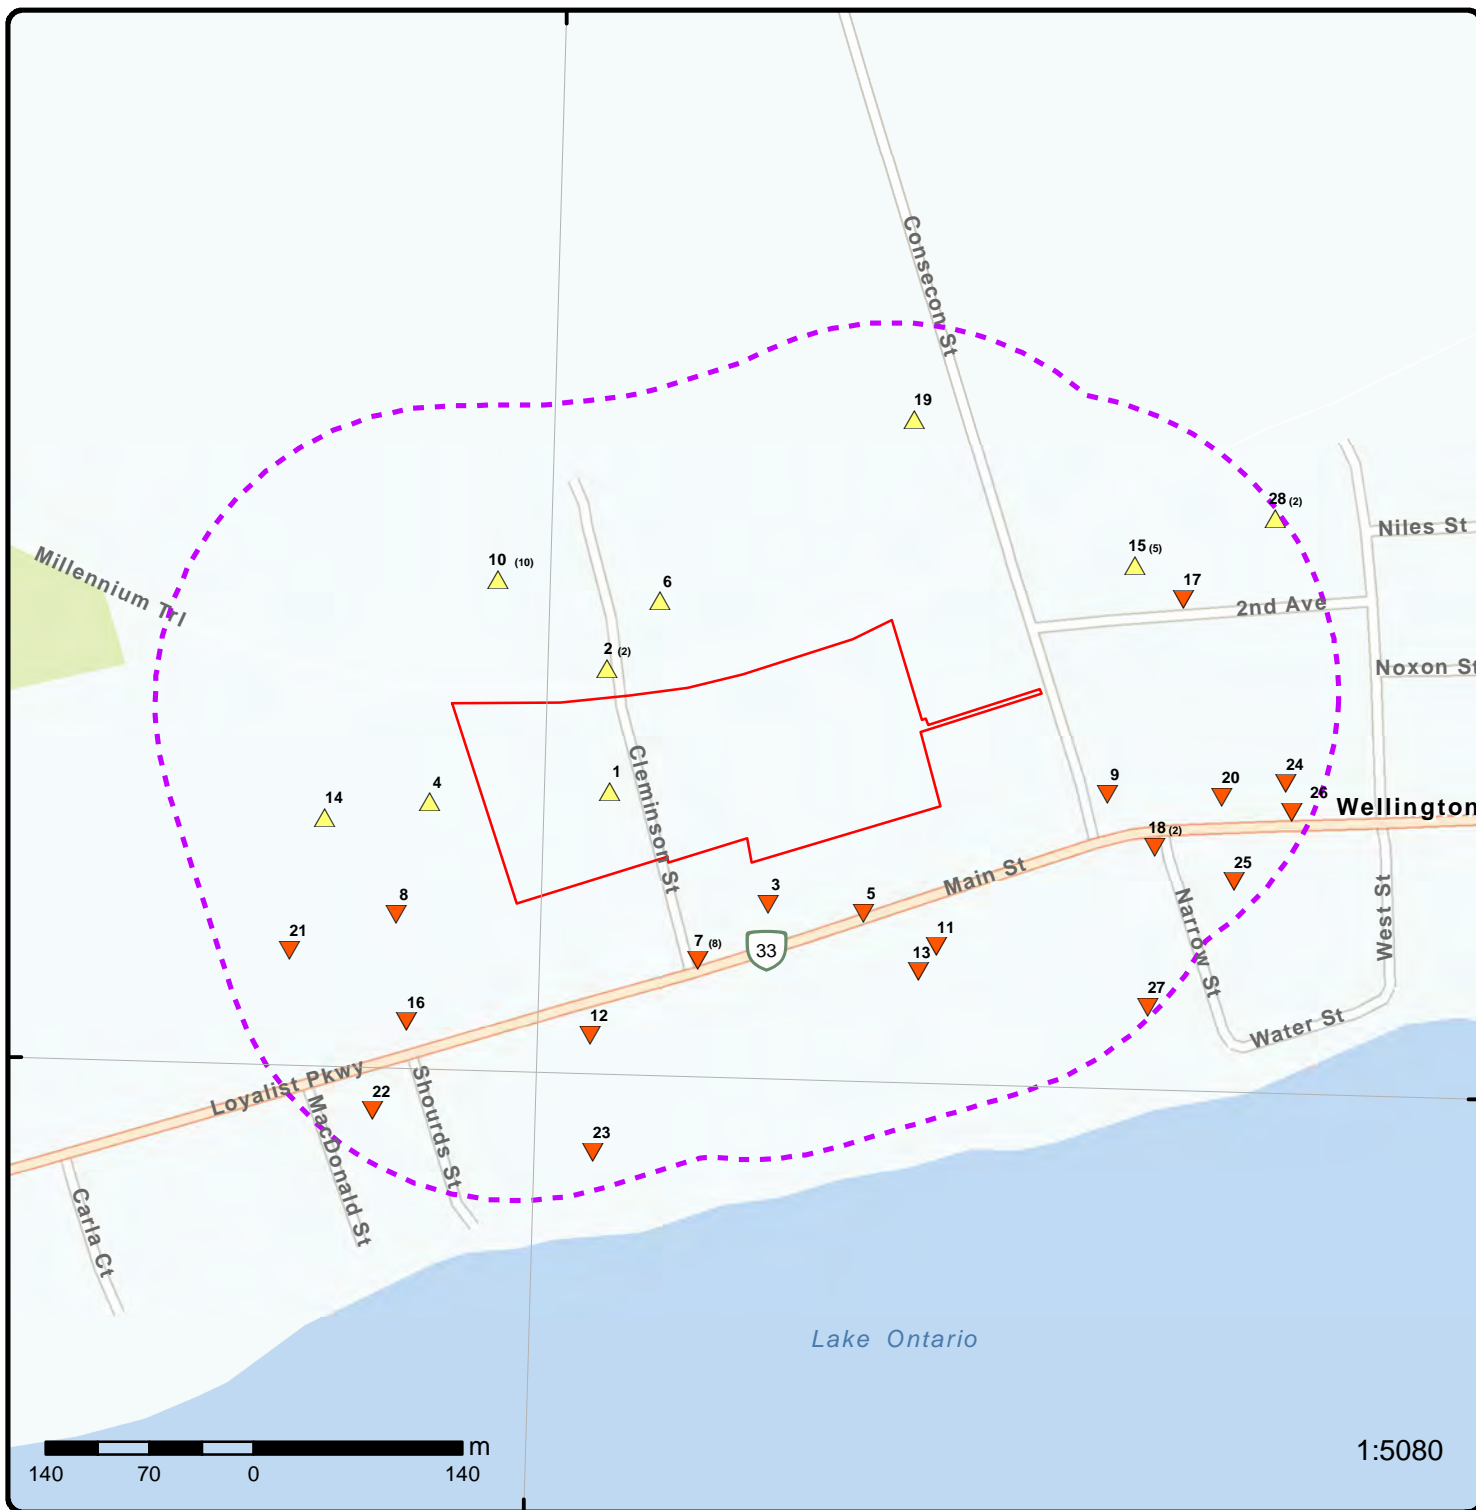 Consecon St
19
28 (2)
Niles St
15 (5)
17
Millennium Trl
10 (10)
6
2nd Ave
2 (2)
Noxon St
Cleminson St
1
4
14
9
20
24
26
Wellington
18 (2)
Main St
25
3
5
8
Narrow St
West St
21
7 (8)
33
11
13
16
12
27
Water St
Loyalist Pkwy
22
Shourds St
MacDonald St
23
Carla Ct
Lake Ontario
m
140 70 0 140
1:5080